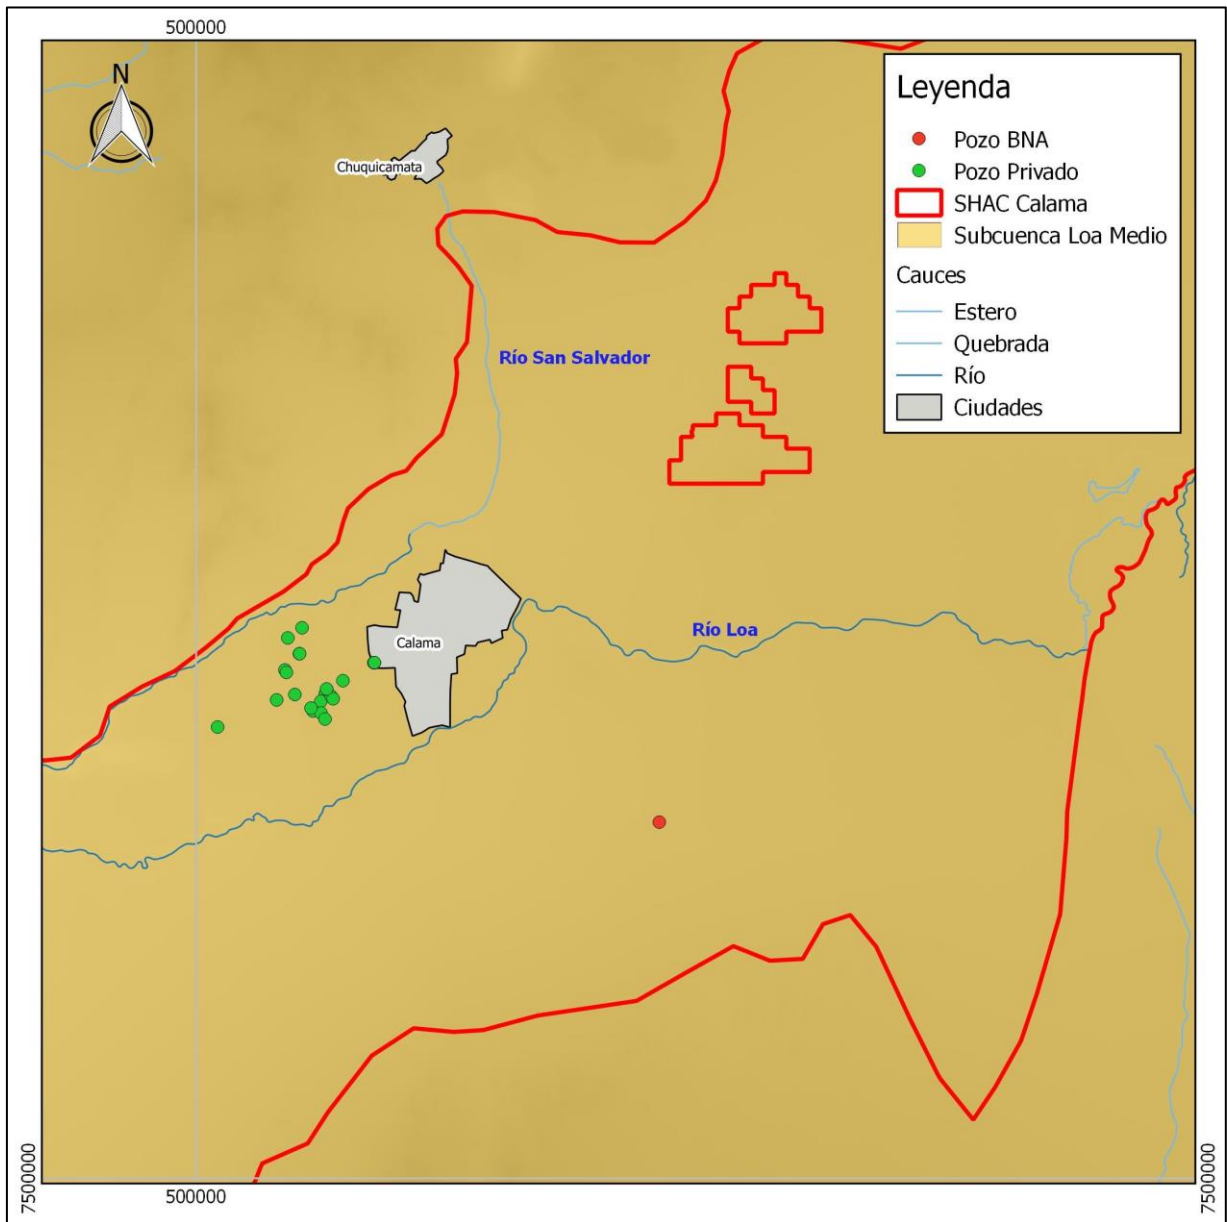 500000
N
Chuquicamata
Leyenda
Pozo BNA
Pozo Privado
SHAC Calama
Subcuenca Loa Medio
Cauces
Estero
Quebrada
Río
Ciudades
Río San Salvador
Calama
Río Loa
7500000
7500000
500000